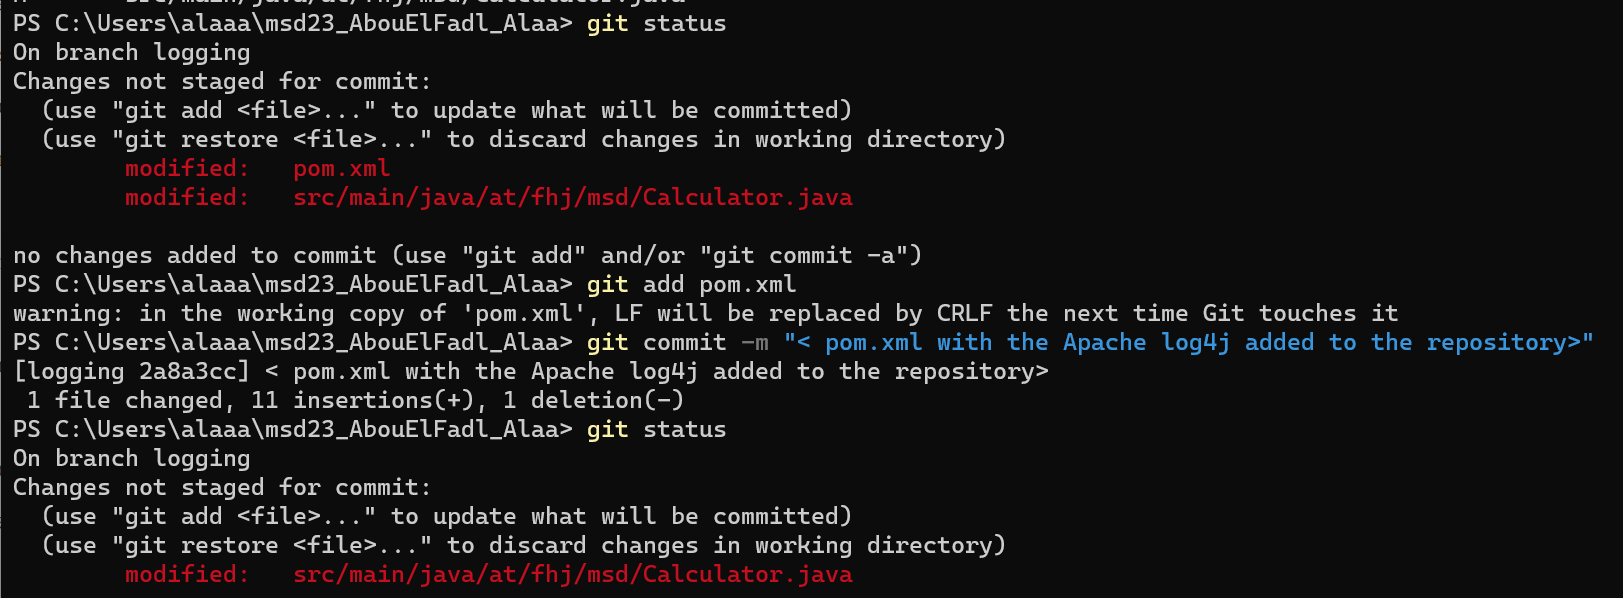 src/main/java/at/fhj/msd/Calculator.java
PS C:\Users\alaaa\msd23_AbouElFadl_Alaa> git status
On branch logging
Changes not staged for commit:
  (use "git add <file>..." to update what will be committed)
  (use "git restore <file>..." to discard changes in working directory)
        modified:   pom.xml
        modified:   src/main/java/at/fhj/msd/Calculator.java

no changes added to commit (use "git add" and/or "git commit -a")
PS C:\Users\alaaa\msd23_AbouElFadl_Alaa> git add pom.xml
warning: in the working copy of 'pom.xml', LF will be replaced by CRLF the next time Git touches it
PS C:\Users\alaaa\msd23_AbouElFadl_Alaa> git commit -m "< pom.xml with the Apache log4j added to the repository>"
[logging 2a8a3cc] < pom.xml with the Apache log4j added to the repository>
 1 file changed, 11 insertions(+), 1 deletion(-)
PS C:\Users\alaaa\msd23_AbouElFadl_Alaa> git status
On branch logging
Changes not staged for commit:
  (use "git add <file>..." to update what will be committed)
  (use "git restore <file>..." to discard changes in working directory)
        modified:   src/main/java/at/fhj/msd/Calculator.java